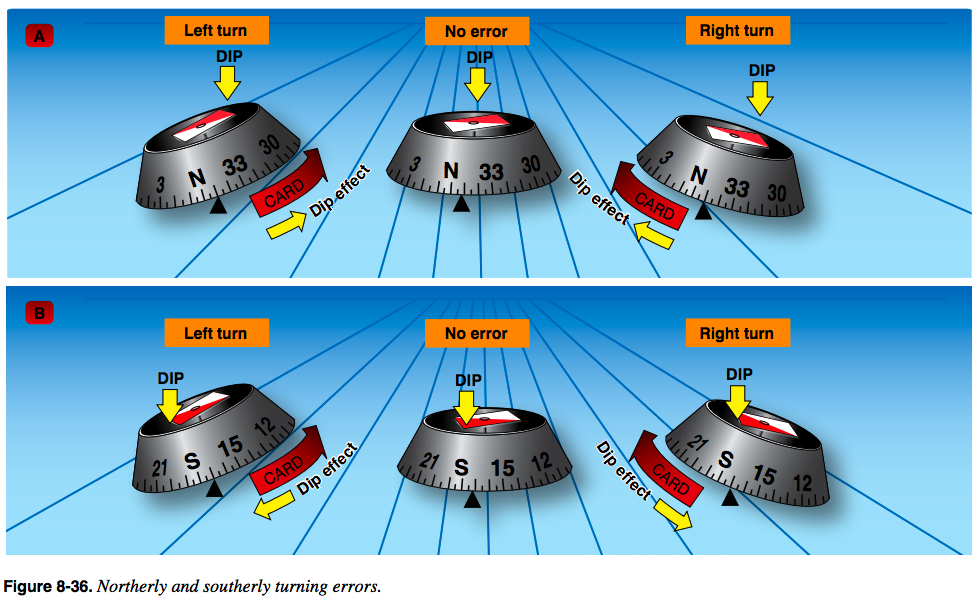 A
Left turn
No error
Right turn
DIP
DIP
DIP
3 N 33 30
3 N 33 30
3 N 33 30
CARD
Dip effect
Dip effect
CARD
B
Left turn
No error
Right turn
DIP
DIP
DIP
21 S 15 12
21 S 15 12
21 S 15 12
CARD
Dip effect
Dip effect
CARD
Figure 8-36. Northerly and southerly turning errors.